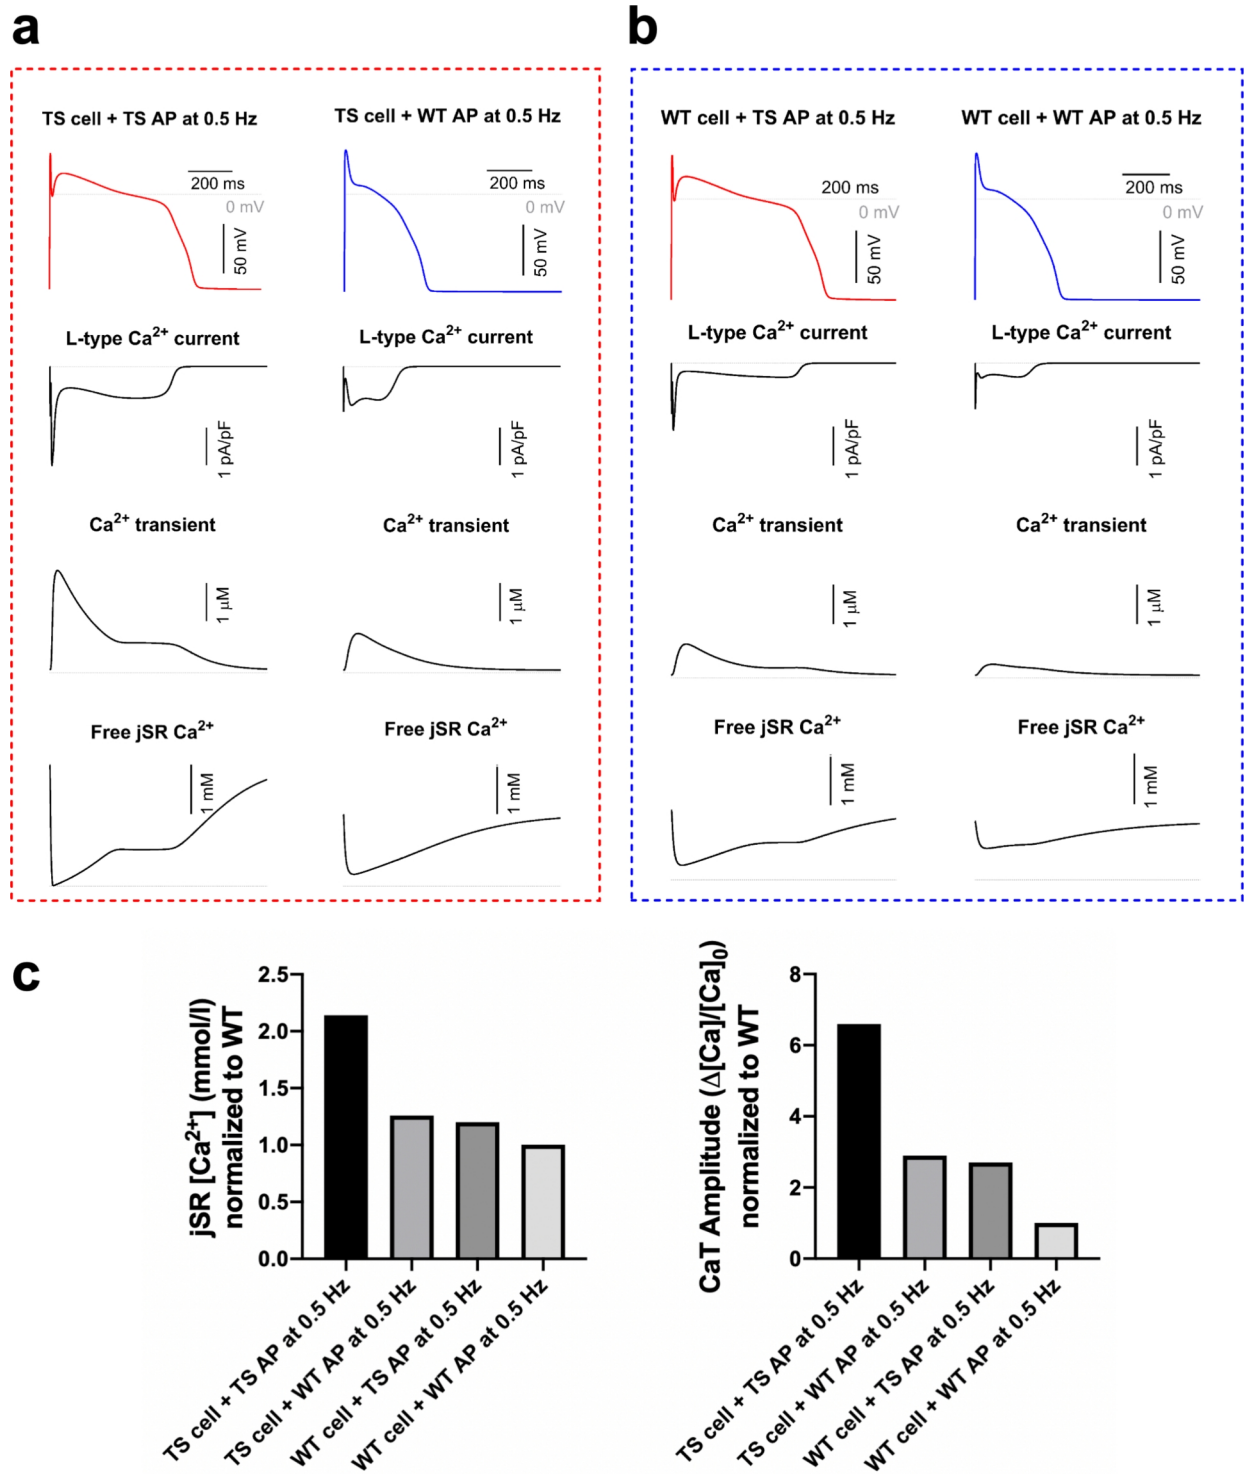 a
b
TS cell + TS AP at 0.5 Hz
TS cell + WT AP at 0.5 Hz
WT cell + TS AP at 0.5 Hz
WT cell + WT AP at 0.5 Hz
200 ms
0 mV
50 mV
200 ms
0 mV
50 mV
200 ms
0 mV
50 mV
200 ms
0 mV
50 mV
L-type Ca²⁺ current
L-type Ca²⁺ current
L-type Ca²⁺ current
L-type Ca²⁺ current
1 pA/pF
1 pA/pF
1 pA/pF
1 pA/pF
Ca²⁺ transient
Ca²⁺ transient
Ca²⁺ transient
Ca²⁺ transient
1 µM
1 µM
1 µM
1 µM
Free jSR Ca²⁺
Free jSR Ca²⁺
Free jSR Ca²⁺
Free jSR Ca²⁺
1 mM
1 mM
1 mM
1 mM
c
jSR [Ca²⁺] (mmol/l)
normalized to WT
2.5
2.0
1.5
1.0
0.5
0.0
TS cell + TS AP at 0.5 Hz
TS cell + WT AP at 0.5 Hz
WT cell + TS AP at 0.5 Hz
WT cell + WT AP at 0.5 Hz
CaT Amplitude (Δ[Ca]/[Ca]₀)
normalized to WT
8
6
4
2
0
TS cell + TS AP at 0.5 Hz
TS cell + WT AP at 0.5 Hz
WT cell + TS AP at 0.5 Hz
WT cell + WT AP at 0.5 Hz